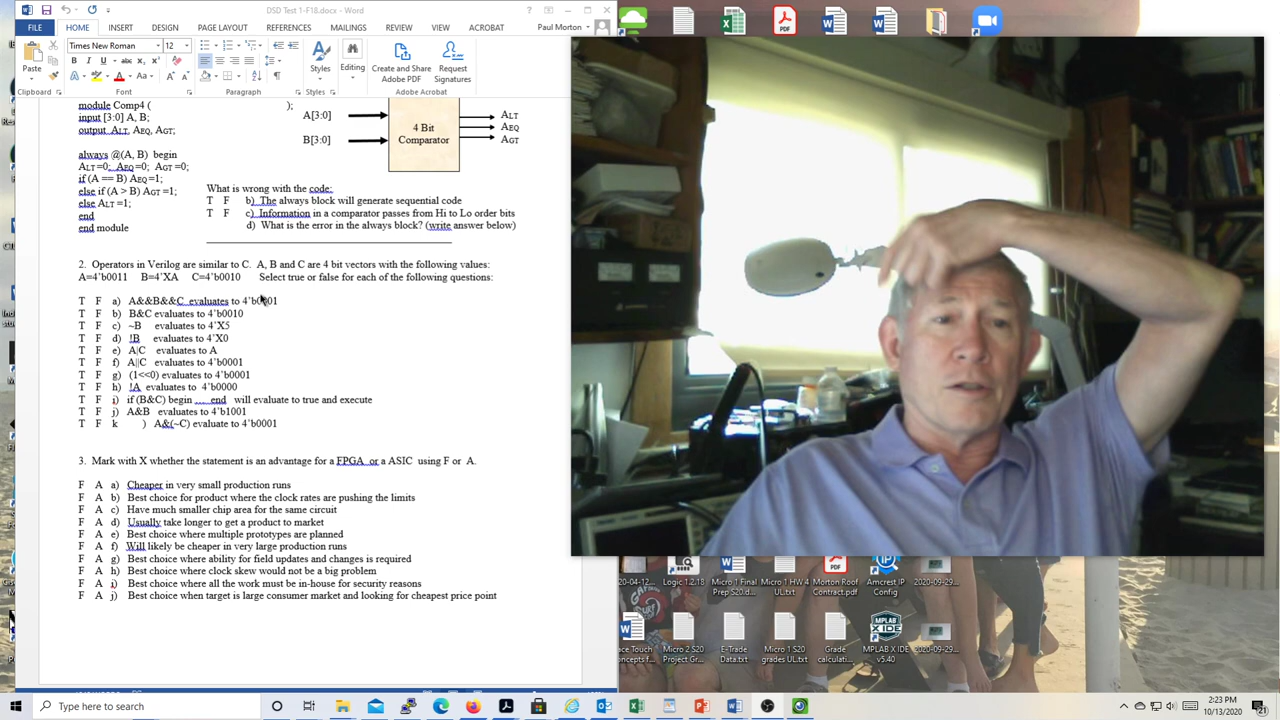 DSD Test 1-F18.docx - Word
FILE HOME INSERT DESIGN PAGE LAYOUT REFERENCES MAILINGS REVIEW VIEW ACROBAT Paul Morton
Times New Roman 12
Paste Styles Editing Create and Share Adobe PDF Request Signatures
Clipboard Font Paragraph Styles Adobe Acrobat
module Comp4 ( );
input [3:0] A, B;
output ALT, AEQ, AGT;
always @(A, B) begin
ALT=0; AEQ=0; AGT =0;
if (A == B) AEQ=1;
else if (A > B) AGT =1;
else ALT =1;
end
end module
A[3:0]
B[3:0]
4 Bit
Comparator
ALT
AEQ
AGT
What is wrong with the code:
T F b) The always block will generate sequential code
T F c) Information in a comparator passes from Hi to Lo order bits
d) What is the error in the always block? (write answer below)
2. Operators in Verilog are similar to C. A, B and C are 4 bit vectors with the following values:
A=4'b0011 B=4'XA C=4'b0010 Select true or false for each of the following questions:
T F a) A&&B&&C evaluates to 4'b0001
T F b) B&C evaluates to 4'b0010
T F c) ~B evaluates to 4'X5
T F d) !B evaluates to 4'X0
T F e) A|C evaluates to A
T F f) A||C evaluates to 4'b0001
T F g) (1<<0) evaluates to 4'b0001
T F h) !A evaluates to 4'b0000
T F i) if (B&C) begin .... end will evaluate to true and execute
T F j) A&B evaluates to 4'b1001
T F k ) A&(~C) evaluate to 4'b0001
3. Mark with X whether the statement is an advantage for a FPGA or a ASIC using F or A.
F A a) Cheaper in very small production runs
F A b) Best choice for product where the clock rates are pushing the limits
F A c) Have much smaller chip area for the same circuit
F A d) Usually take longer to get a product to market
F A e) Best choice where multiple prototypes are planned
F A f) Will likely be cheaper in very large production runs
F A g) Best choice where ability for field updates and changes is required
F A h) Best choice where clock skew would not be a big problem
F A i) Best choice where all the work must be in-house for security reasons
F A j) Best choice when target is large consumer market and looking for cheapest price point
20-04-12... Logic 1.2.18 Micro 1 Final Prep S20.d... Micro 1 HW 4 UL.txt Morton Roof Contract.pdf Amcrest IP Config 2020-09-29...
ace Touch oncepts f... Micro 2 S20 Project Gr... E-Trade Data.txt Micro 1 S20 grades UL.txt Grade calculati... MPLAB X IDE v5.40 2020-09-29...
Type here to search
2:23 PM
10/13/2020